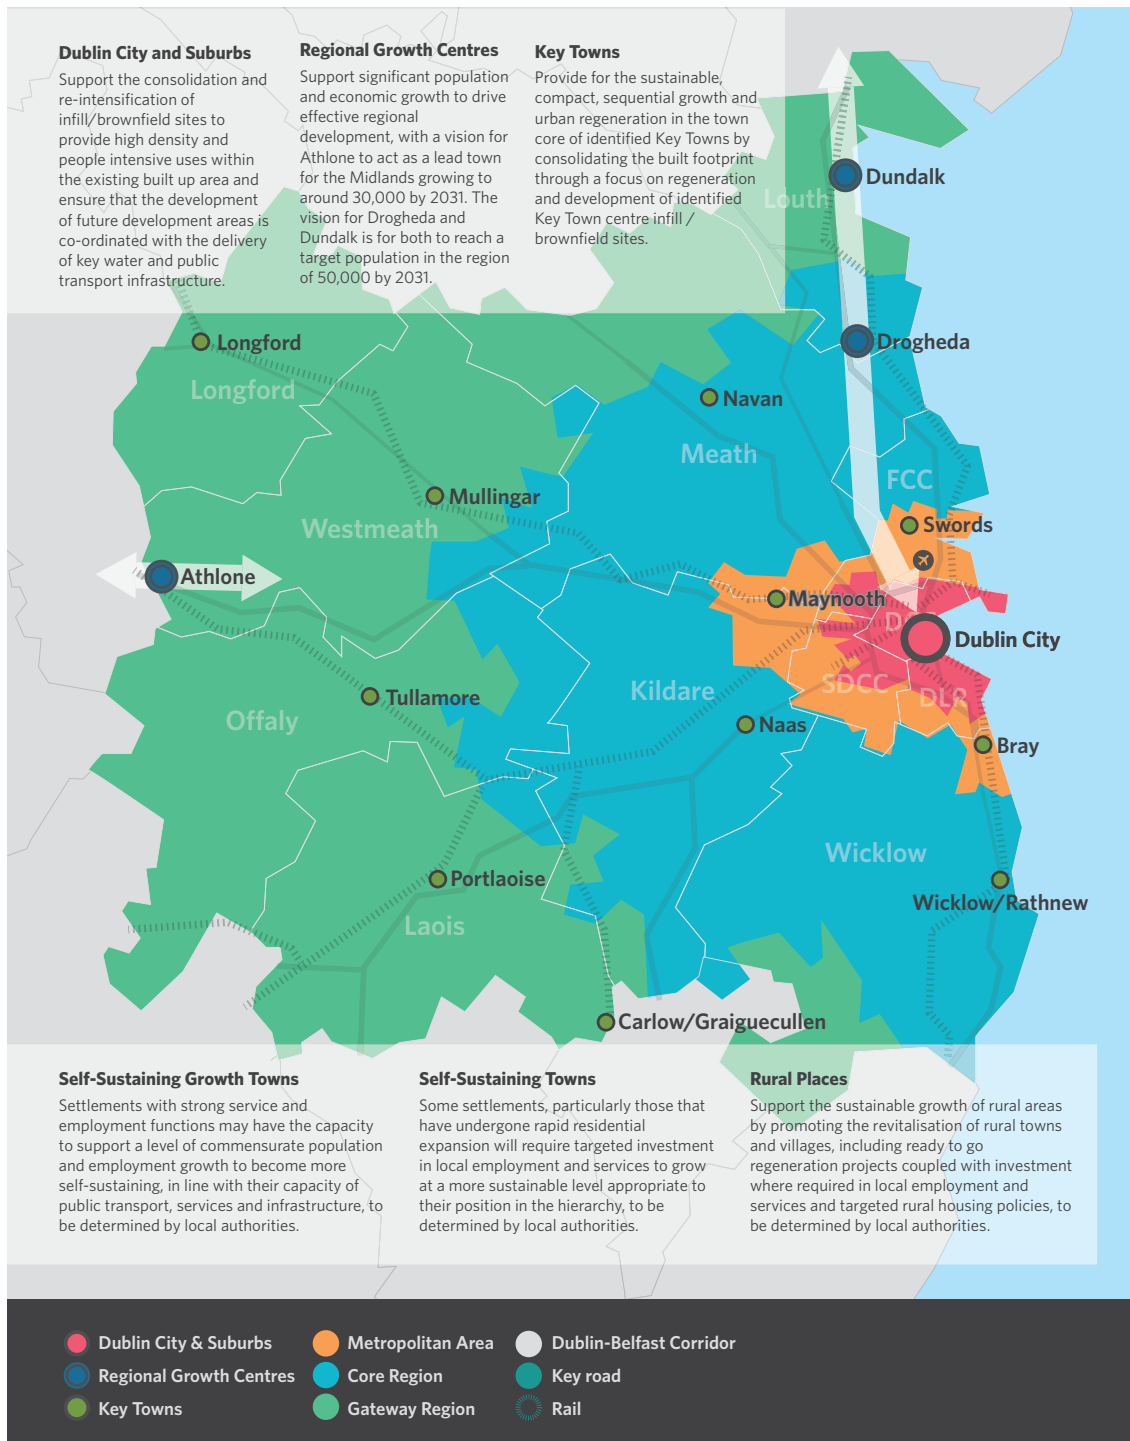 Dublin City and Suburbs
Support the consolidation and
re-intensification of
infill/brownfield sites to
provide high density and
people intensive uses within
the existing built up area and
ensure that the development
of future development areas is
co-ordinated with the delivery
of key water and public
transport infrastructure.
Regional Growth Centres
Support significant population
and economic growth to drive
effective regional
development, with a vision for
Athlone to act as a lead town
for the Midlands growing to
around 30,000 by 2031. The
vision for Drogheda and
Dundalk is for both to reach a
target population in the region
of 50,000 by 2031.
Key Towns
Provide for the sustainable,
compact, sequential growth and
urban regeneration in the town
core of identified Key Towns by
consolidating the built footprint
through a focus on regeneration
and development of identified
Key Town centre infill /
brownfield sites.
Dundalk
Louth
Longford
Drogheda
Longford
Navan
Meath
FCC
Mullingar
Swords
Westmeath
Athlone
Maynooth
Dublin City
Kildare
SDCC
DLR
Tullamore
Offaly
Naas
Bray
Wicklow
Portlaoise
Wicklow/Rathnew
Laois
Carlow/Graiguecullen
Self-Sustaining Growth Towns
Settlements with strong service and
employment functions may have the capacity
to support a level of commensurate population
and employment growth to become more
self-sustaining, in line with their capacity of
public transport, services and infrastructure, to
be determined by local authorities.
Self-Sustaining Towns
Some settlements, particularly those that
have undergone rapid residential
expansion will require targeted investment
in local employment and services to grow
at a more sustainable level appropriate to
their position in the hierarchy, to be
determined by local authorities.
Rural Places
Support the sustainable growth of rural areas
by promoting the revitalisation of rural towns
and villages, including ready to go
regeneration projects coupled with investment
where required in local employment and
services and targeted rural housing policies, to
be determined by local authorities.
Dublin City & Suburbs
Regional Growth Centres
Key Towns
Metropolitan Area
Core Region
Gateway Region
Dublin-Belfast Corridor
Key road
Rail